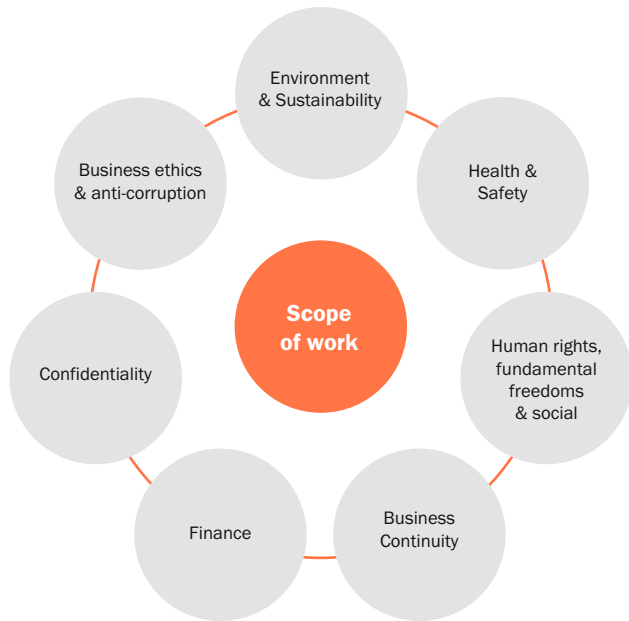 Environment
& Sustainability
Health &
Safety
Human rights,
fundamental
freedoms
& social
Business
Continuity
Finance
Confidentiality
Business ethics
& anti-corruption
Scope
of work